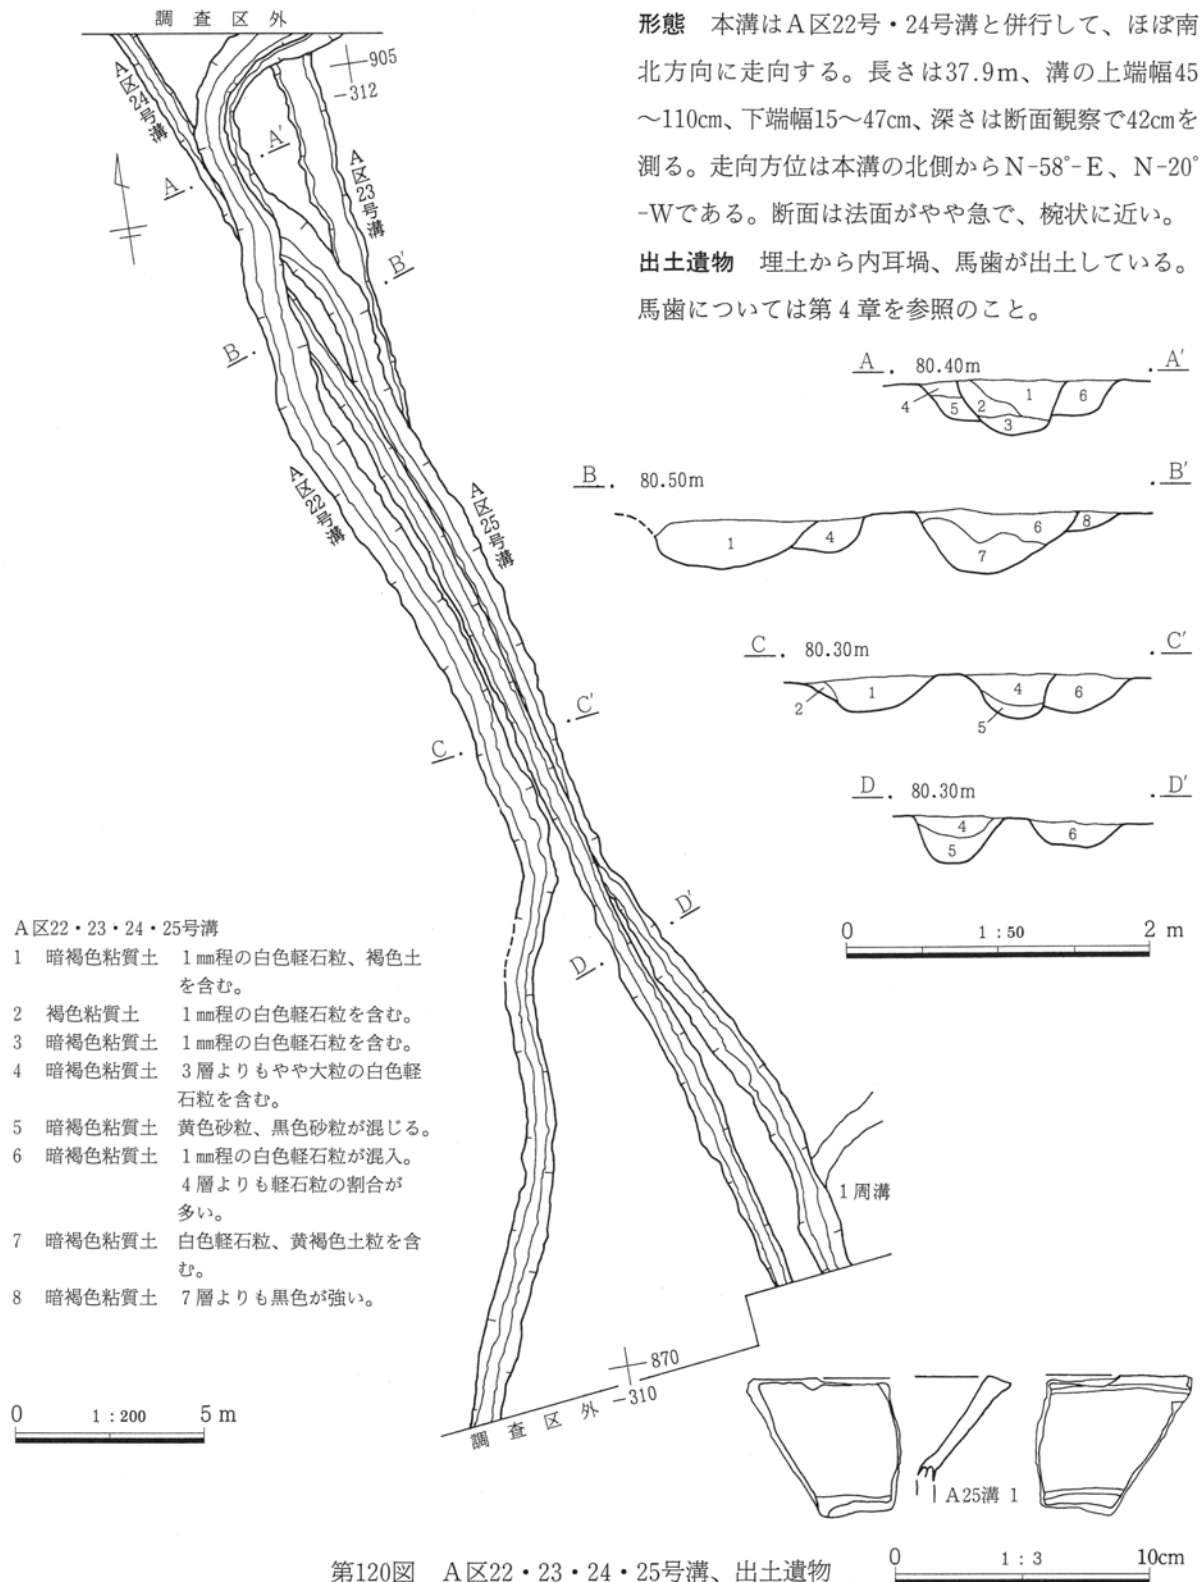 形態　本溝はA区22号・24号溝と併行して、ほぼ南
北方向に走向する。長さは37.9m、溝の上端幅45
～110cm、下端幅15～47cm、深さは断面観察で42cmを
測る。走向方位は本溝の北側からN-58°-E、N-20°
-Wである。断面は法面がやや急で、椀状に近い。
出土遺物　埋土から内耳堝、馬歯が出土している。
馬歯については第4章を参照のこと。
調査区外
905
-312
A区24号溝
A
A'
A区23号溝
B'
B
A区22号溝
A区25号溝
C'
C
D'
D
1周溝
870
-310
調査区外
A . 80.40m . A'
4 5 2 1 3 6
B . 80.50m . B'
1 4 6 7 8
C . 80.30m . C'
2 1 4 5 6
D . 80.30m . D'
4 5 6
0 1:50 2 m
A区22・23・24・25号溝
1　暗褐色粘質土　1mm程の白色軽石粒、褐色土
を含む。
2　褐色粘質土　1mm程の白色軽石粒を含む。
3　暗褐色粘質土　1mm程の白色軽石粒を含む。
4　暗褐色粘質土　3層よりもやや大粒の白色軽
石粒を含む。
5　暗褐色粘質土　黄色砂粒、黒色砂粒が混じる。
6　暗褐色粘質土　1mm程の白色軽石粒が混入。
4層よりも軽石粒の割合が
多い。
7　暗褐色粘質土　白色軽石粒、黄褐色土粒を含
む。
8　暗褐色粘質土　7層よりも黒色が強い。
0 1:200 5 m
A25溝 1
0 1:3 10cm
第120図　A区22・23・24・25号溝、出土遺物